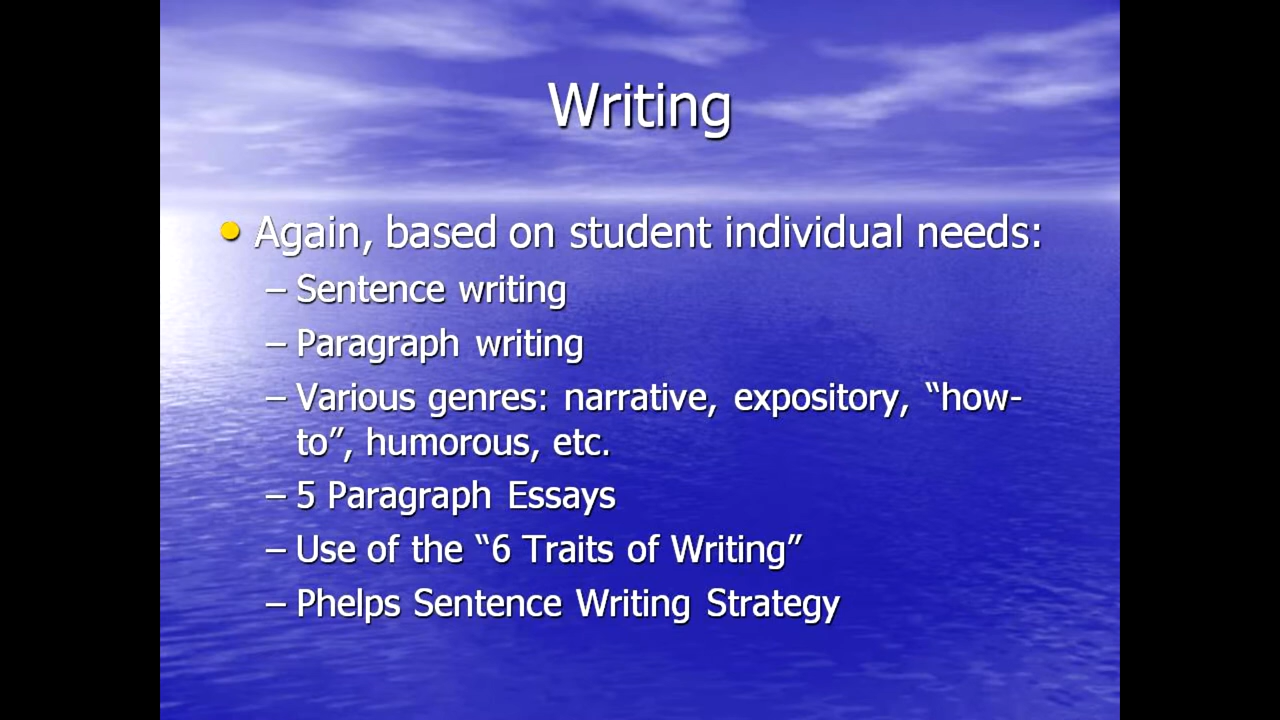 Writing
• Again, based on student individual needs:
– Sentence writing
– Paragraph writing
– Various genres: narrative, expository, “how-
to”, humorous, etc.
– 5 Paragraph Essays
– Use of the “6 Traits of Writing”
– Phelps Sentence Writing Strategy